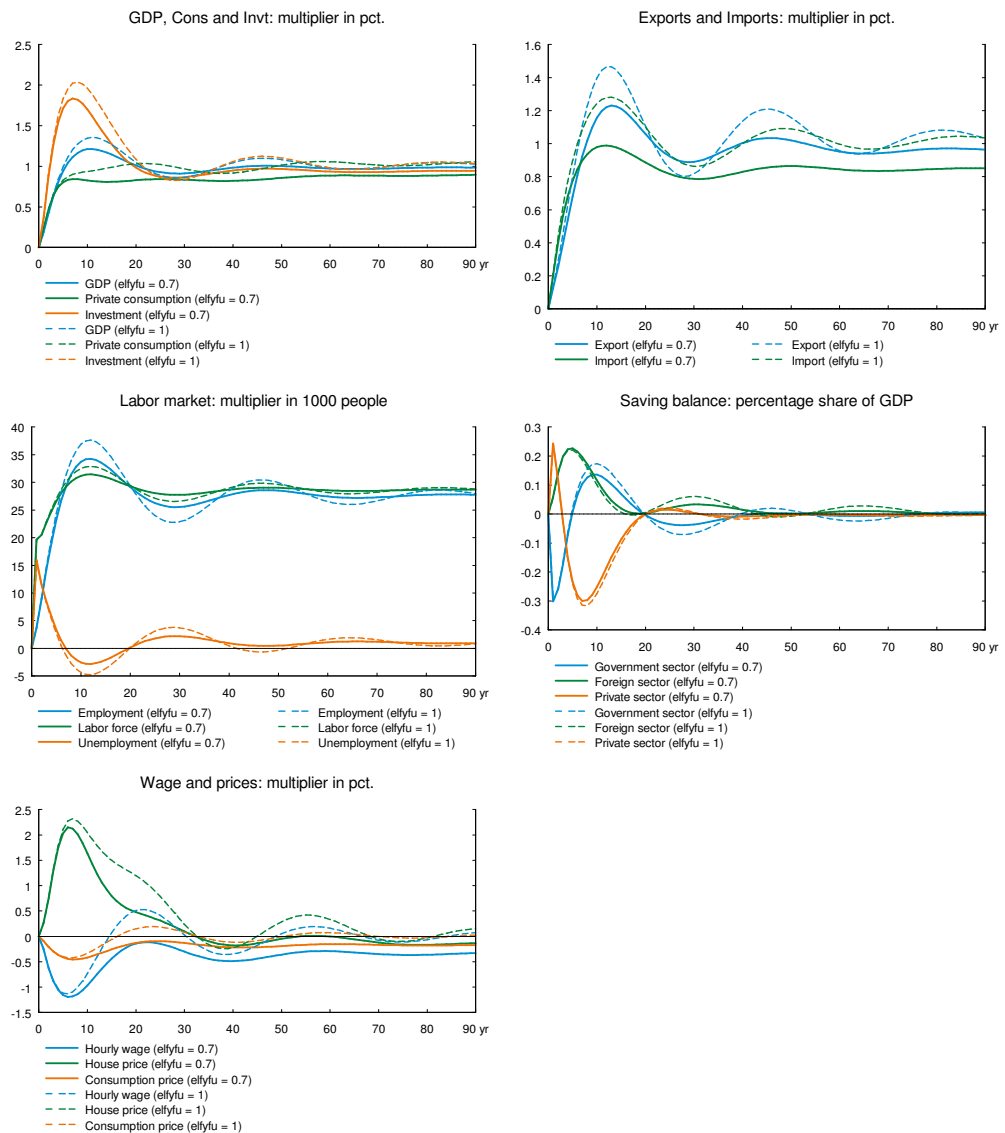 GDP, Cons and Invt: multiplier in pct.
2.5
2
1.5
1
0.5
0
0 10 20 30 40 50 60 70 80 90 yr
GDP (elfyfu = 0.7)
Private consumption (elfyfu = 0.7)
Investment (elfyfu = 0.7)
GDP (elfyfu = 1)
Private consumption (elfyfu = 1)
Investment (elfyfu = 1)
Exports and Imports: multiplier in pct.
1.6
1.4
1.2
1.0
0.8
0.6
0.4
0.2
0
0 10 20 30 40 50 60 70 80 90 yr
Export (elfyfu = 0.7) Export (elfyfu = 1)
Import (elfyfu = 0.7) Import (elfyfu = 1)
Labor market: multiplier in 1000 people
40
35
30
25
20
15
10
5
0
-5
0 10 20 30 40 50 60 70 80 90 yr
Employment (elfyfu = 0.7) Employment (elfyfu = 1)
Labor force (elfyfu = 0.7) Labor force (elfyfu = 1)
Unemployment (elfyfu = 0.7) Unemployment (elfyfu = 1)
Saving balance: percentage share of GDP
0.3
0.2
0.1
0
-0.1
-0.2
-0.3
-0.4
0 10 20 30 40 50 60 70 80 90 yr
Government sector (elfyfu = 0.7)
Foreign sector (elfyfu = 0.7)
Private sector (elfyfu = 0.7)
Government sector (elfyfu = 1)
Foreign sector (elfyfu = 1)
Private sector (elfyfu = 1)
Wage and prices: multiplier in pct.
2.5
2
1.5
1
0.5
0
-0.5
-1
-1.5
0 10 20 30 40 50 60 70 80 90 yr
Hourly wage (elfyfu = 0.7)
House price (elfyfu = 0.7)
Consumption price (elfyfu = 0.7)
Hourly wage (elfyfu = 1)
House price (elfyfu = 1)
Consumption price (elfyfu = 1)